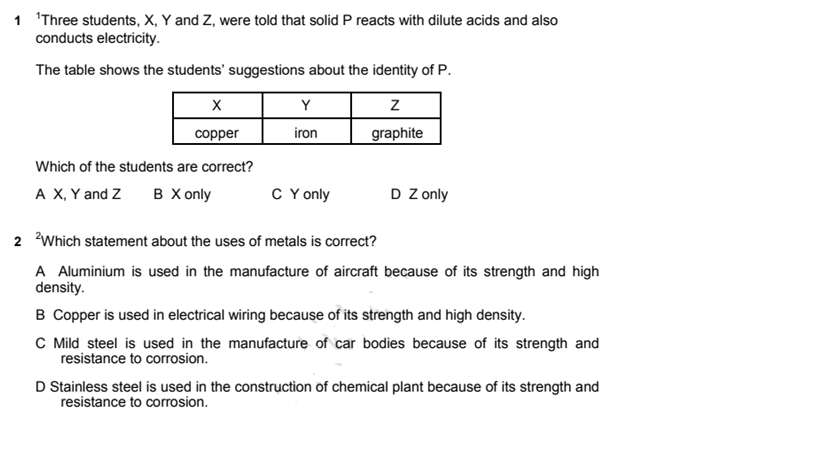 1 ¹Three students, X, Y and Z, were told that solid P reacts with dilute acids and also
conducts electricity.
The table shows the students' suggestions about the identity of P.
X Y Z
copper iron graphite
Which of the students are correct?
A X, Y and Z B X only C Y only D Z only
2 ²Which statement about the uses of metals is correct?
A Aluminium is used in the manufacture of aircraft because of its strength and high
density.
B Copper is used in electrical wiring because of its strength and high density.
C Mild steel is used in the manufacture of car bodies because of its strength and
resistance to corrosion.
D Stainless steel is used in the construction of chemical plant because of its strength and
resistance to corrosion.